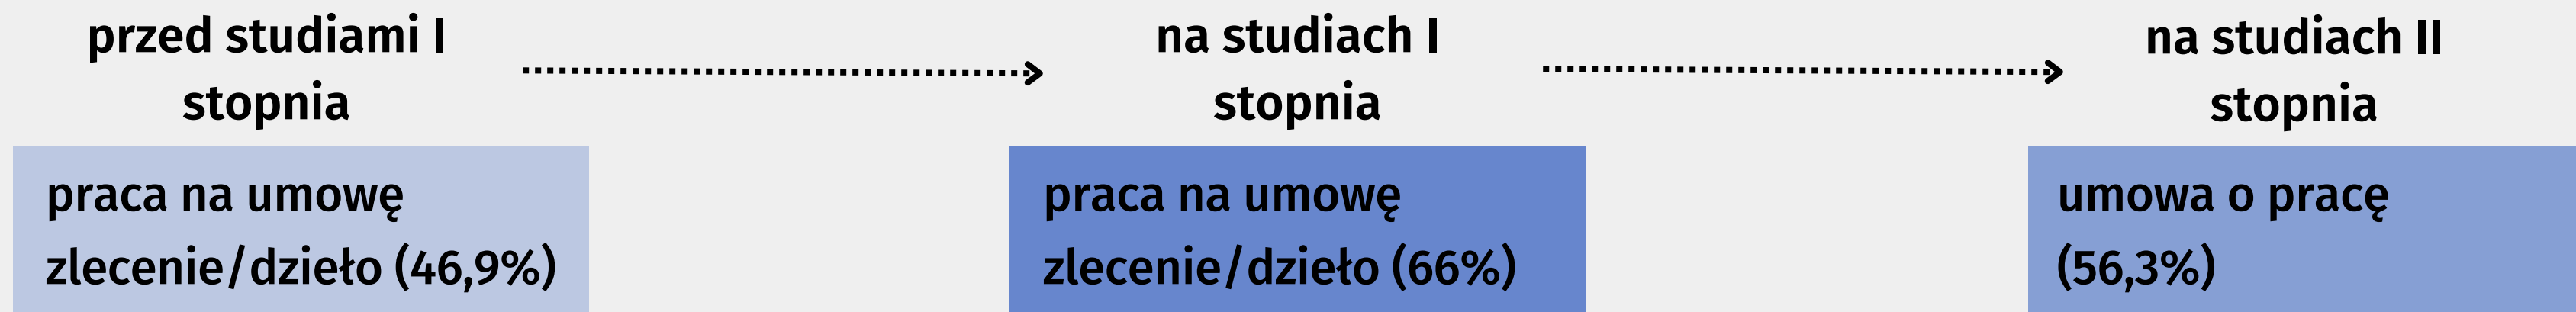 przed studiami I
stopnia
praca na umowę
zlecenie/dzieło (46,9%)
na studiach I
stopnia
praca na umowę
zlecenie/dzieło (66%)
na studiach II
stopnia
umowa o pracę
(56,3%)